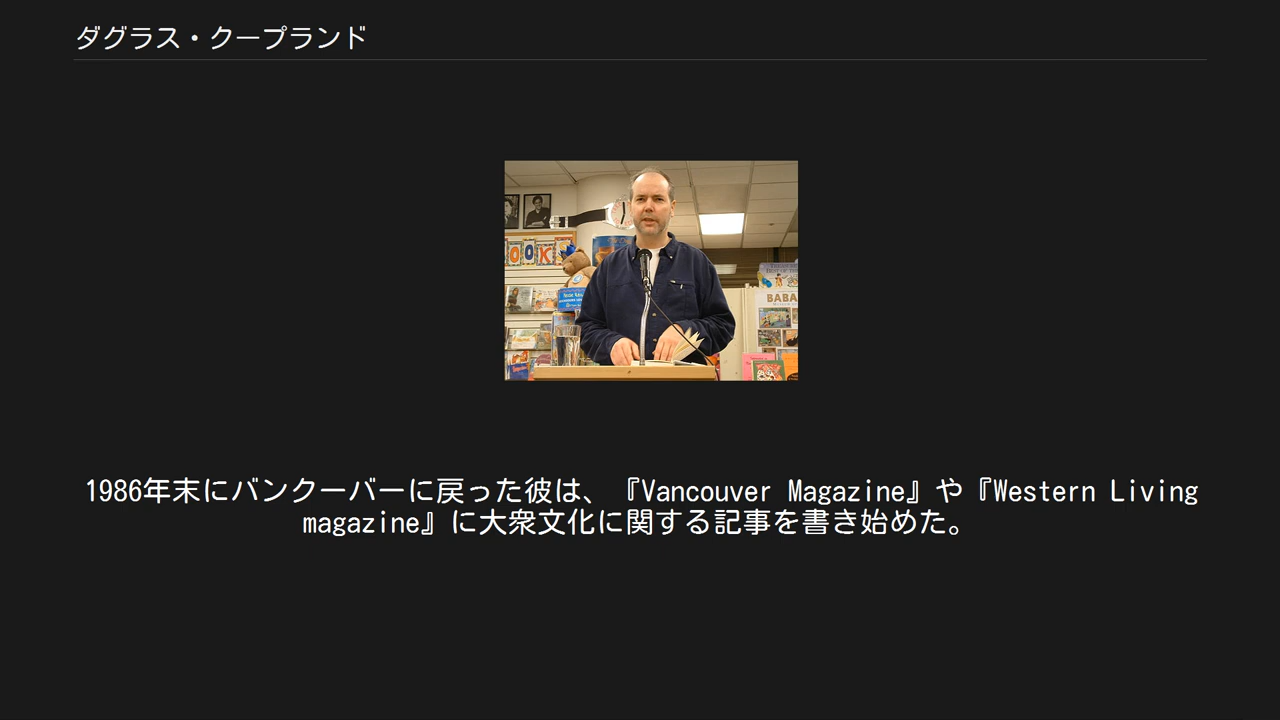 ダグラス・クープランド
OOK
BABA
1986年末にバンクーバーに戻った彼は、『Vancouver Magazine』や『Western Living
magazine』に大衆文化に関する記事を書き始めた。